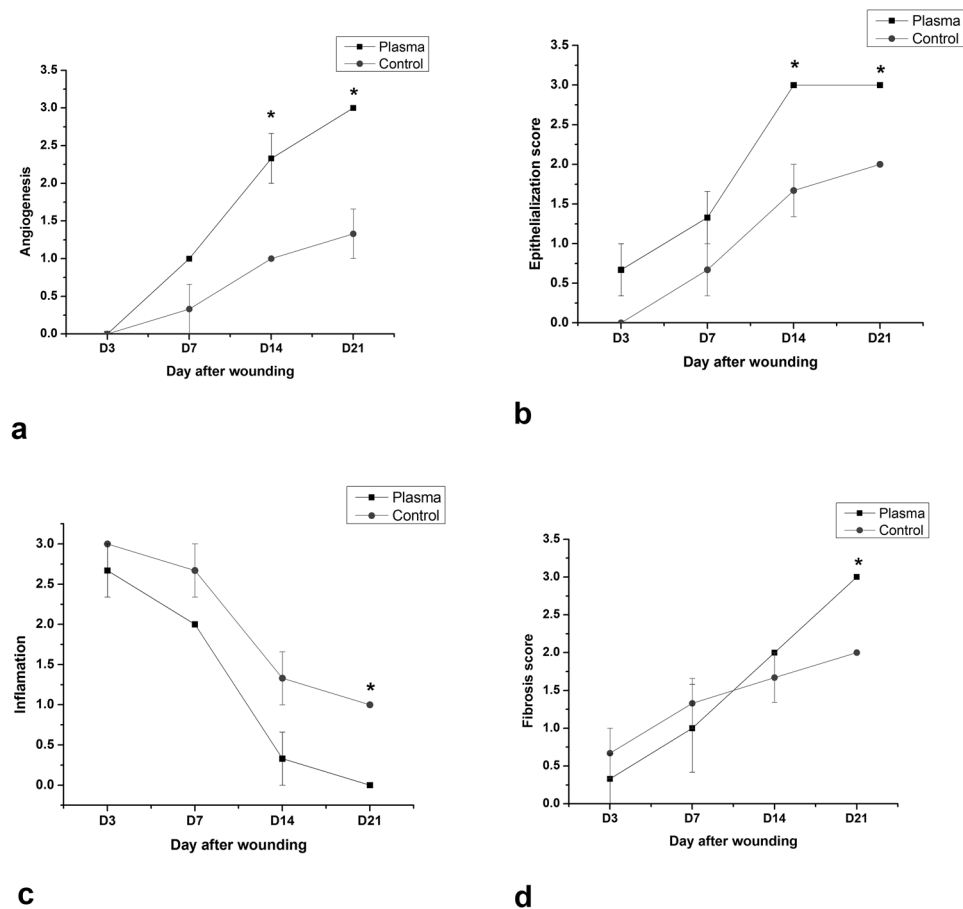 Plasma
Control
*
*
3.5
3.0
2.5
2.0
1.5
1.0
0.5
0.0
Angiogenesis
D3 D7 D14 D21
Day after wounding
a
Plasma
Control
*
*
3.5
3.0
2.5
2.0
1.5
1.0
0.5
0.0
Epithelialization score
D3 D7 D14 D21
Day after wounding
b
Plasma
Control
*
3.0
2.5
2.0
1.5
1.0
0.5
0.0
Inflamation
D3 D7 D14 D21
Day after wounding
c
Plasma
Control
*
3.5
3.0
2.5
2.0
1.5
1.0
0.5
0.0
Fibrosis score
D3 D7 D14 D21
Day after wounding
d